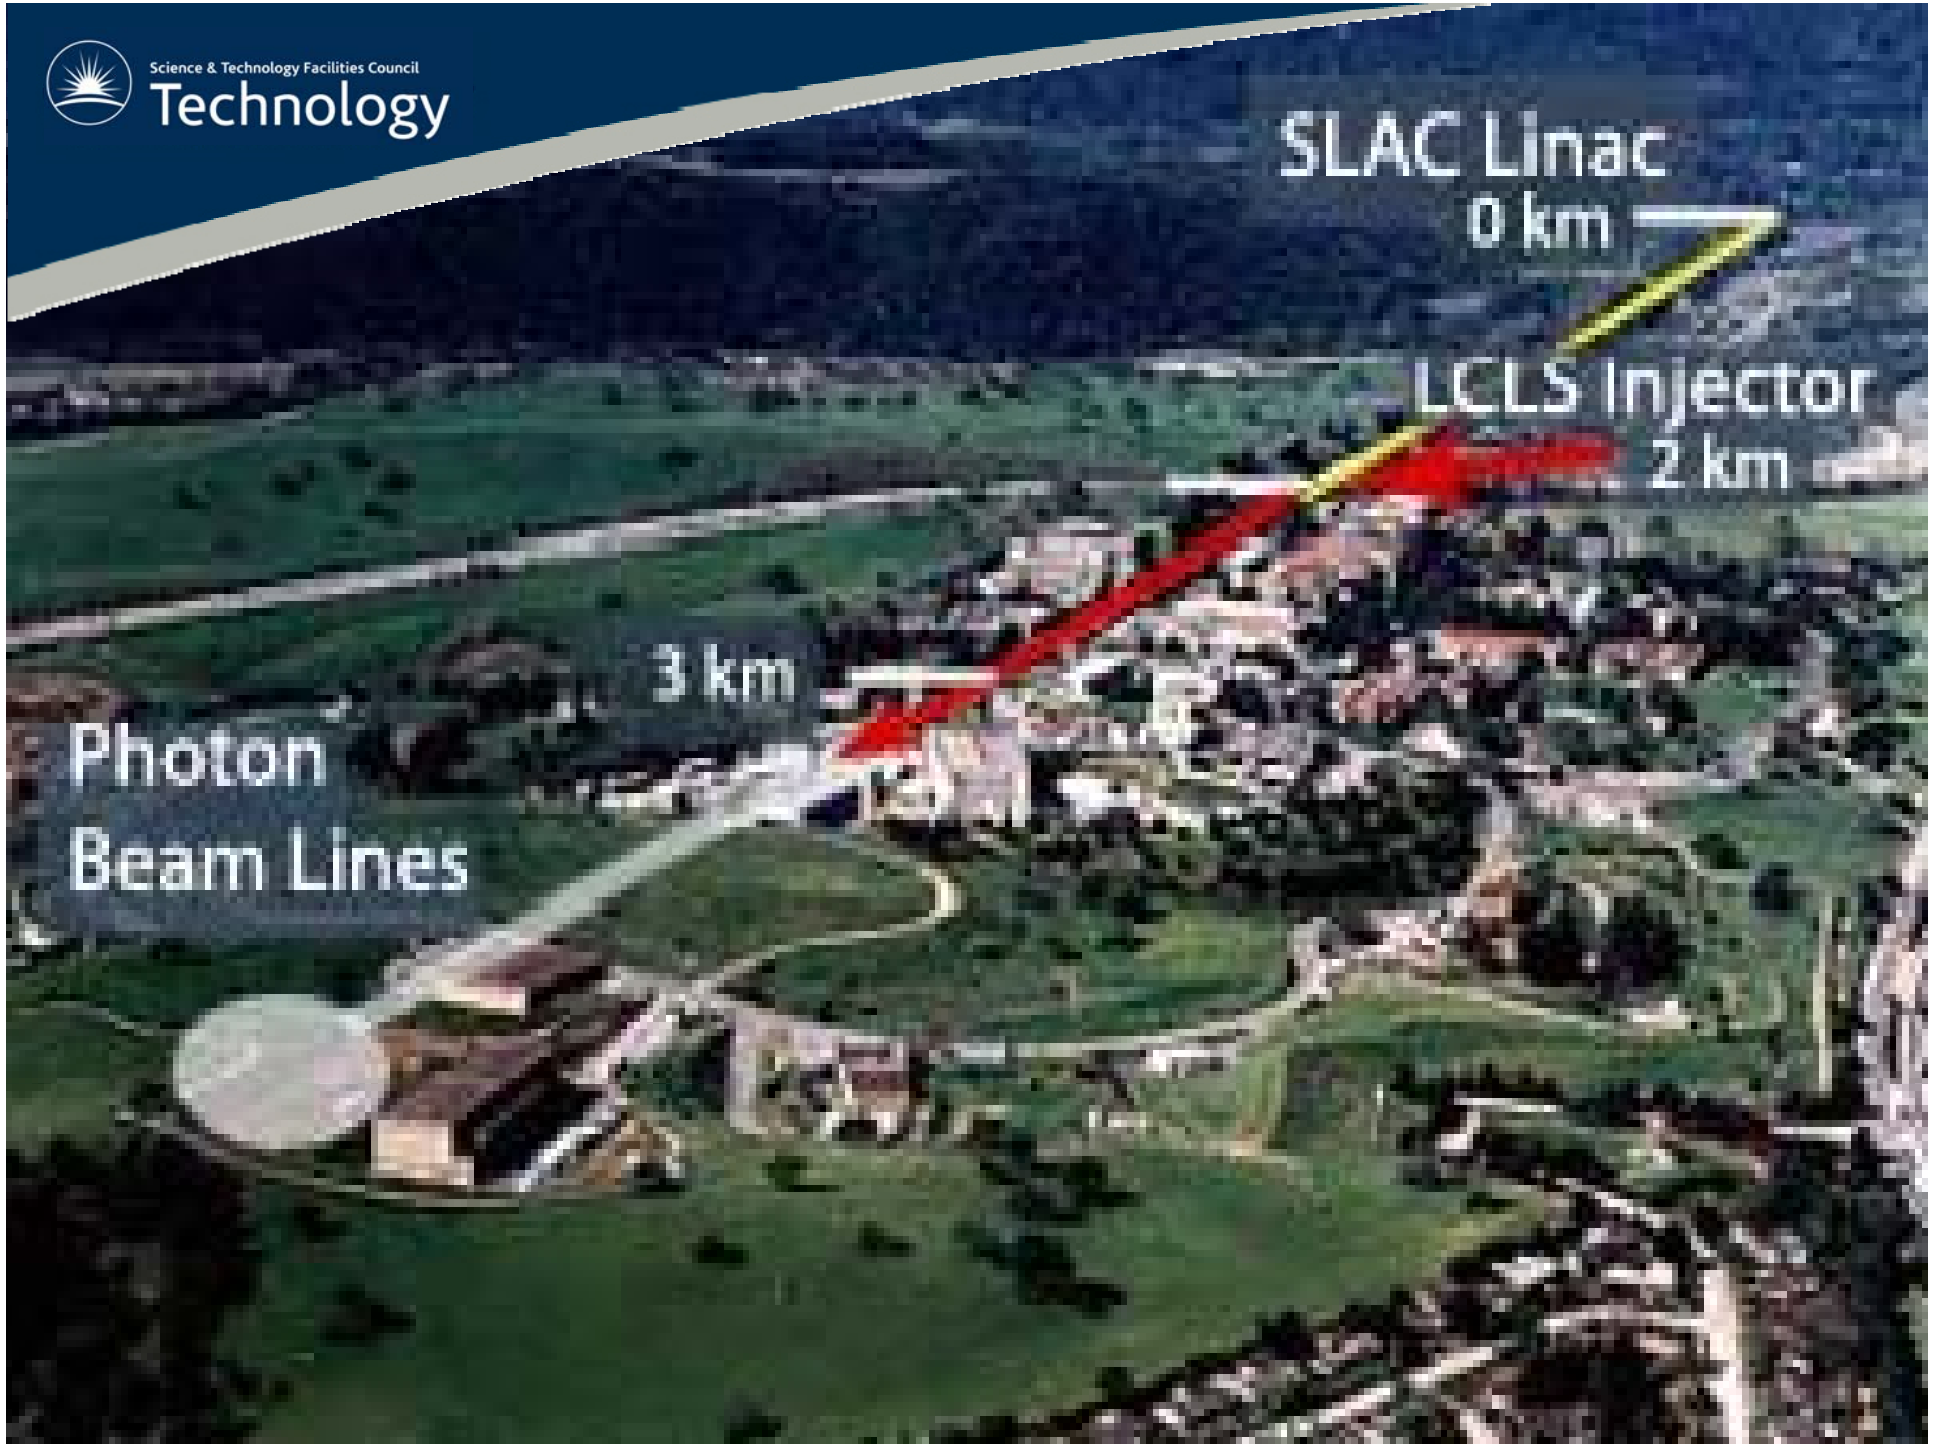 Science & Technology Facilities Council
Technology
SLAC Linac
0 km
LCLS Injector
2 km
3 km
Photon
Beam Lines